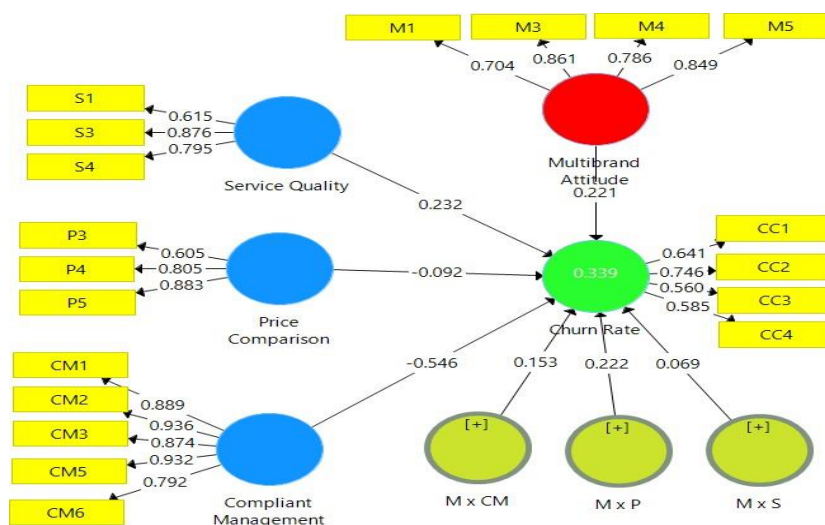 M1
M3
M4
M5
0.704
0.861
0.786
0.849
Multibrand
Attitude
S1
S3
S4
0.615
0.876
0.795
Service Quality
0.232
0.221
P3
P4
P5
0.605
0.805
0.883
Price
Comparison
-0.092
0.339
Churn Rate
0.641
0.746
0.560
0.585
CC1
CC2
CC3
CC4
CM1
CM2
CM3
CM5
CM6
0.889
0.936
0.874
0.932
0.792
Compliant
Management
-0.546
0.153
0.222
0.069
[+]
[+]
[+]
M x CM
M x P
M x S